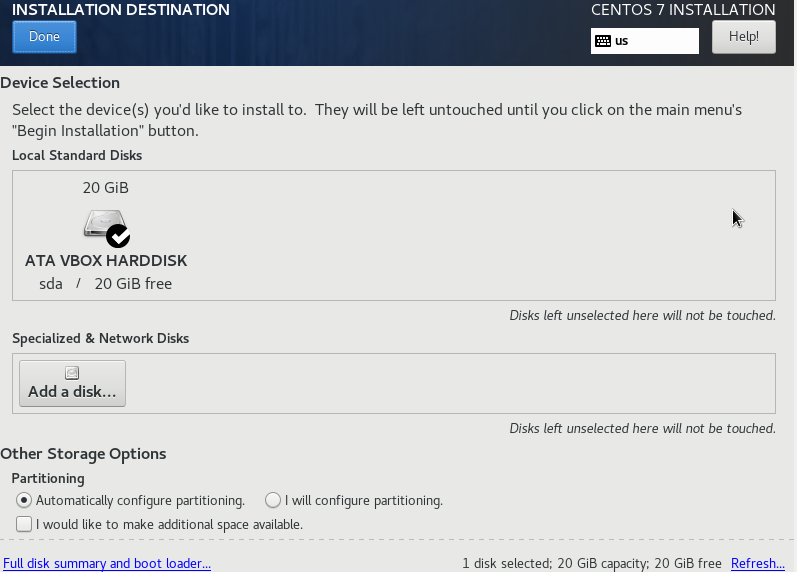 INSTALLATION DESTINATION
CENTOS 7 INSTALLATION
Done
us
Help!
Device Selection
Select the device(s) you'd like to install to.  They will be left untouched until you click on the main menu's
"Begin Installation" button.
Local Standard Disks
20 GiB
ATA VBOX HARDDISK
sda / 20 GiB free
Disks left unselected here will not be touched.
Specialized & Network Disks
Add a disk...
Disks left unselected here will not be touched.
Other Storage Options
Partitioning
Automatically configure partitioning. I will configure partitioning.
I would like to make additional space available.
Full disk summary and boot loader... 1 disk selected; 20 GiB capacity; 20 GiB free Refresh...